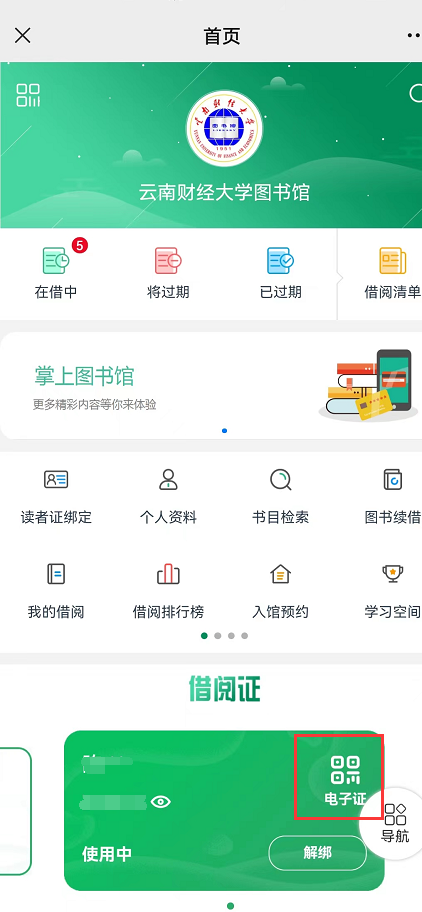 首页
云南财经大学图书馆
5
在借中
将过期
已过期
借阅清单
掌上图书馆
更多精彩内容等你来体验
读者证绑定
个人资料
书目检索
图书续借
我的借阅
借阅排行榜
入馆预约
学习空间
借阅证
电子证
导航
使用中
解绑